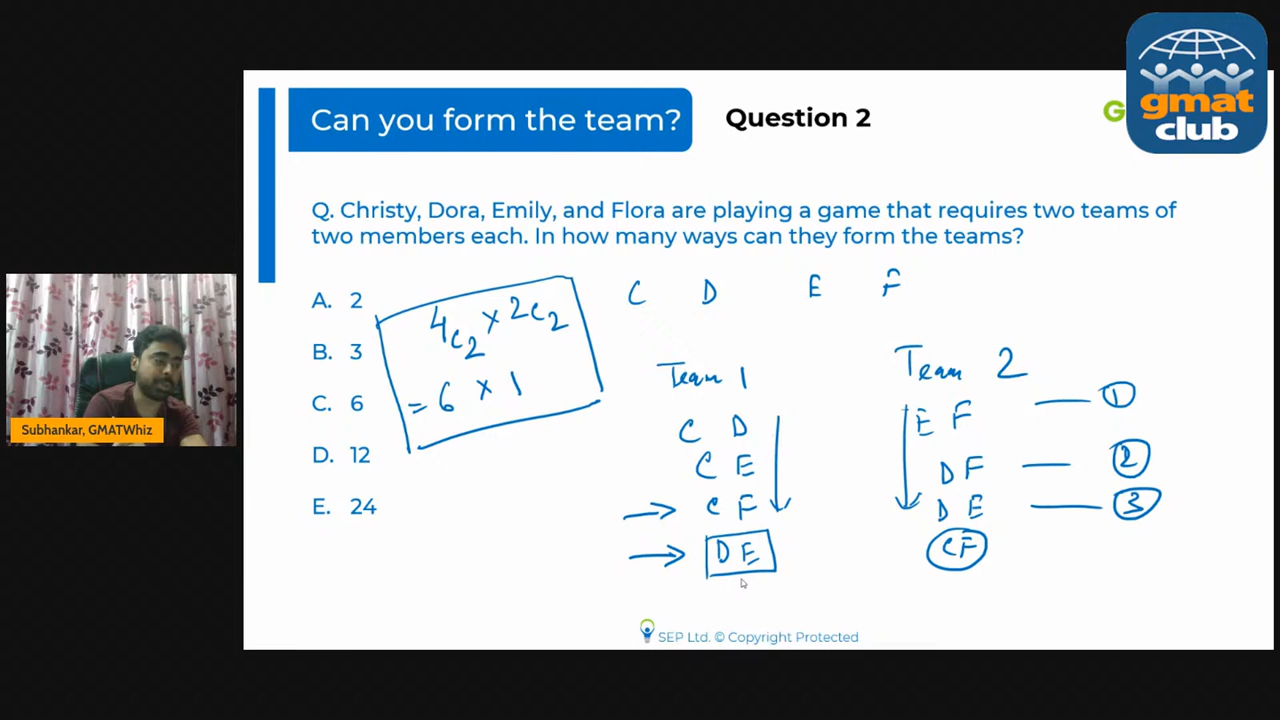 gmat
club
Can you form the team?
Question 2
G
Q. Christy, Dora, Emily, and Flora are playing a game that requires two teams of
two members each. In how many ways can they form the teams?
A. 2
B. 3
C. 6
D. 12
E. 24
4c2 × 2c2
= 6 × 1
C D E F
Team 1 Team 2
C D E F 1
C E D F 2
C F D E 3
D E CF
Subhankar, GMATWhiz
SEP Ltd. © Copyright Protected